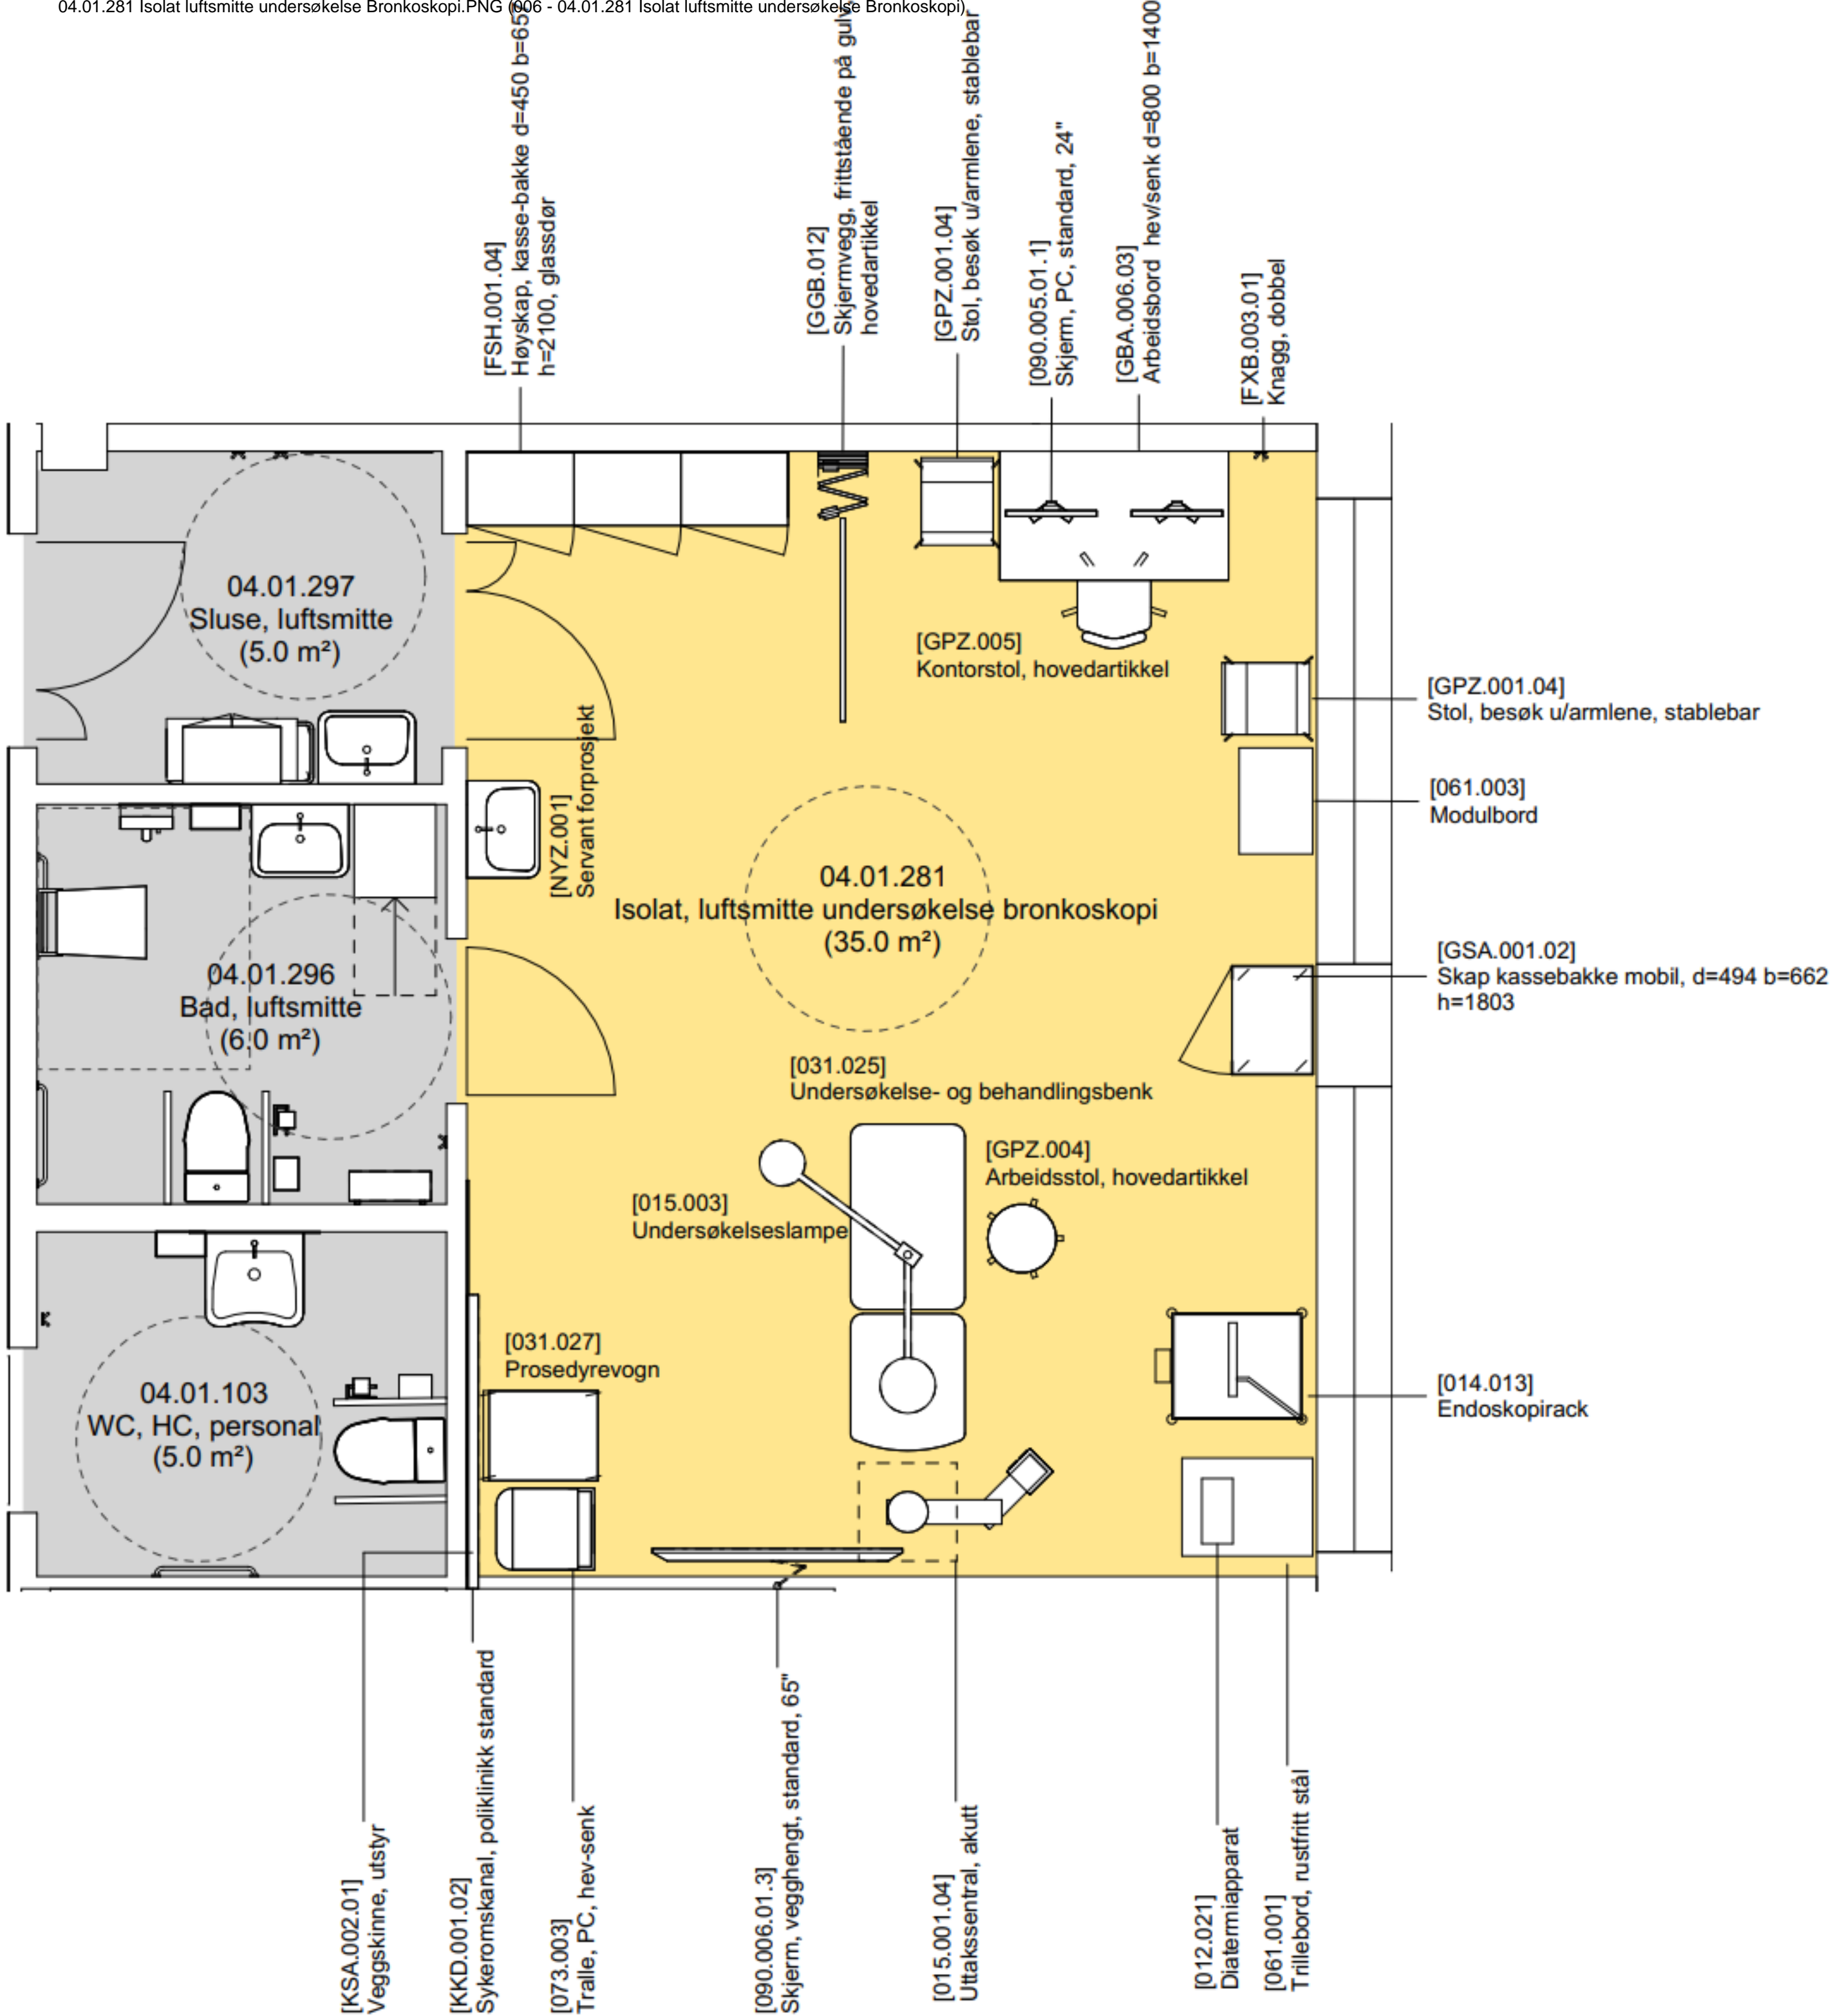 04.01.281 Isolat luftsmitte undersøkelse Bronkoskopi.PNG (006 - 04.01.281 Isolat luftsmitte undersøkelse Bronkoskopi)
[FSH.001.04]
Høyskap, kasse-bakke d=450 b=65
h=2100, glassdør
[GGB.012]
Skjermvegg, frittstående på gulv,
hovedartikkel
[GPZ.001.04]
Stol, besøk u/armlene, stablebar
[090.005.01.1]
Skjerm, PC, standard, 24"
[GBA.006.03]
Arbeidsbord hev/senk d=800 b=1400
[FXB.003.01]
Knagg, dobbel
04.01.297
Sluse, luftsmitte
(5.0 m²)
[GPZ.005]
Kontorstol, hovedartikkel
[GPZ.001.04]
Stol, besøk u/armlene, stablebar
[NYZ.001]
Servant forprosjekt
[061.003]
Modulbord
04.01.281
Isolat, luftsmitte undersøkelse bronkoskopi
(35.0 m²)
[GSA.001.02]
Skap kassebakke mobil, d=494 b=662
h=1803
04.01.296
Bad, luftsmitte
(6.0 m²)
[031.025]
Undersøkelse- og behandlingsbenk
[GPZ.004]
Arbeidsstol, hovedartikkel
[015.003]
Undersøkelseslampe
[031.027]
Prosedyrevogn
04.01.103
WC, HC, personal
(5.0 m²)
[014.013]
Endoskopirack
[KSA.002.01]
Veggskinne, utstyr
[KKD.001.02]
Sykeromskanal, poliklinikk standard
[073.003]
Tralle, PC, hev-senk
[090.006.01.3]
Skjerm, vegghengt, standard, 65"
[015.001.04]
Uttakssentral, akutt
[012.021]
Diatermiapparat
[061.001]
Trillebord, rustfritt stål